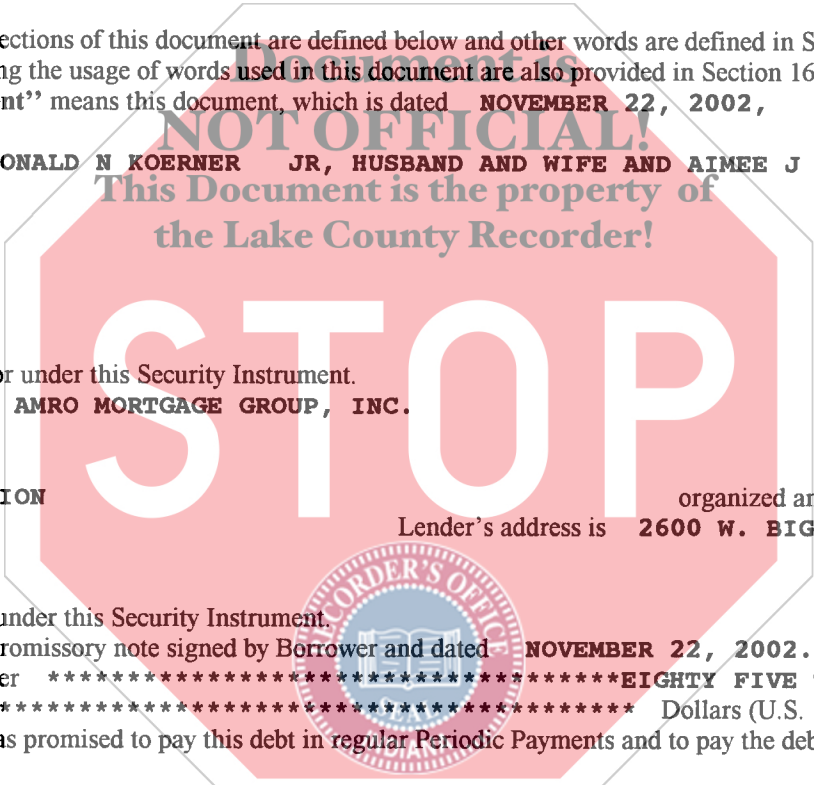 ections of this document are defined below and other words are defined in S
Document is
ng the usage of words used in this document are also provided in Section 16
nt” means this document, which is dated NOVEMBER 22, 2002,
NOT OFFICIAL!
ONALD N KOERNER JR, HUSBAND AND WIFE AND AIMEE J
This Document is the property of
the Lake County Recorder!
STOP
r under this Security Instrument.
AMRO MORTGAGE GROUP, INC.
ION organized an
Lender's address is 2600 W. BIG
RECORDER'S OFFICE
under this Security Instrument.
romissory note signed by Borrower and dated NOVEMBER 22, 2002.
er ************************************EIGHTY FIVE
**************************************** Dollars (U.S.
SEAL
as promised to pay this debt in regular Periodic Payments and to pay the deb
INDIANA